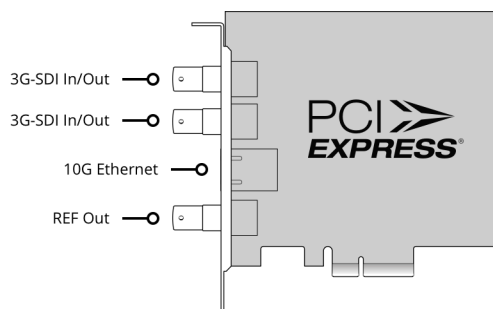 3G-SDI In/Out
3G-SDI In/Out
10G Ethernet
REF Out
PCI
EXPRESS®